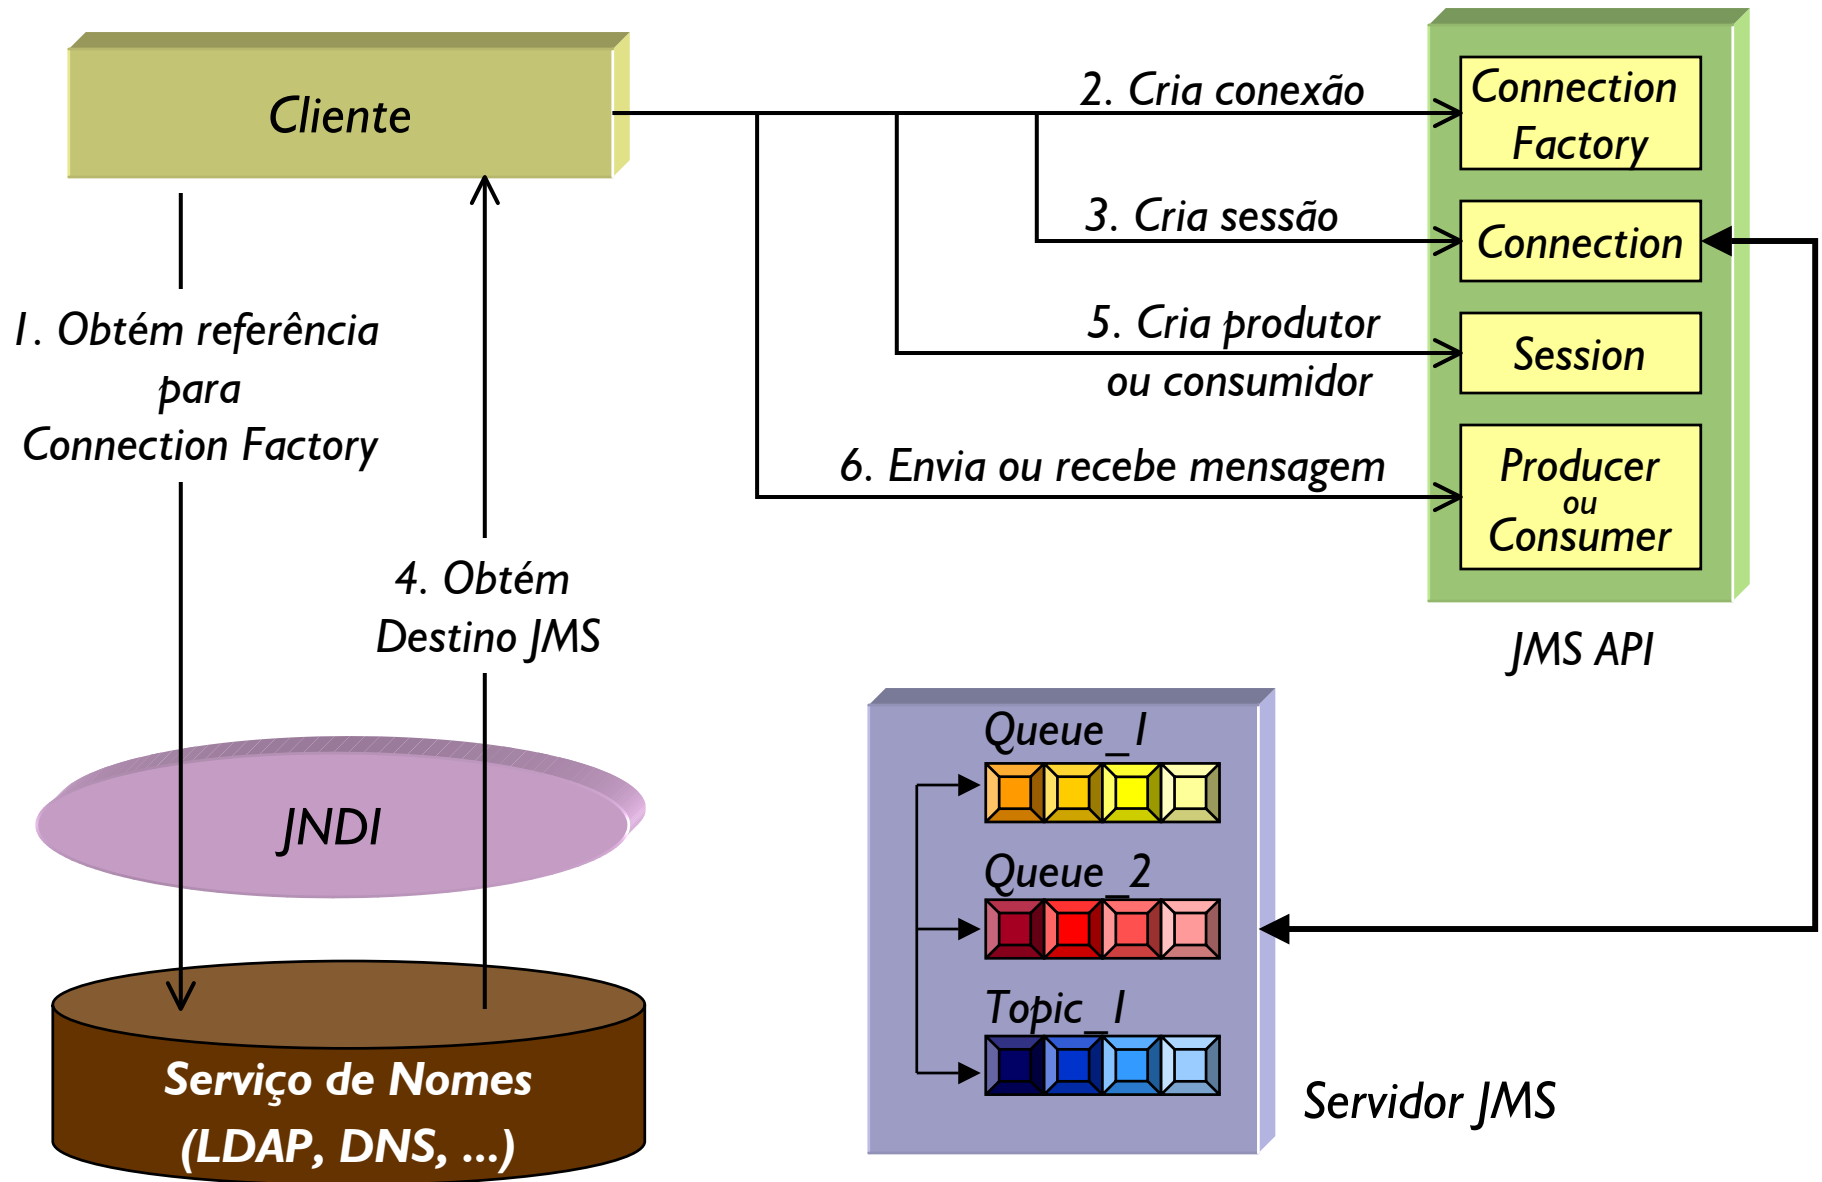 Cliente
2. Cria conexão
Connection
Factory
3. Cria sessão
Connection
1. Obtém referência
para
Connection Factory
5. Cria produtor
ou consumidor
Session
6. Envia ou recebe mensagem
Producer
ou
Consumer
4. Obtém
Destino JMS
JMS API
JNDI
Queue_1
Queue_2
Topic_1
Servidor JMS
Serviço de Nomes
(LDAP, DNS, ...)